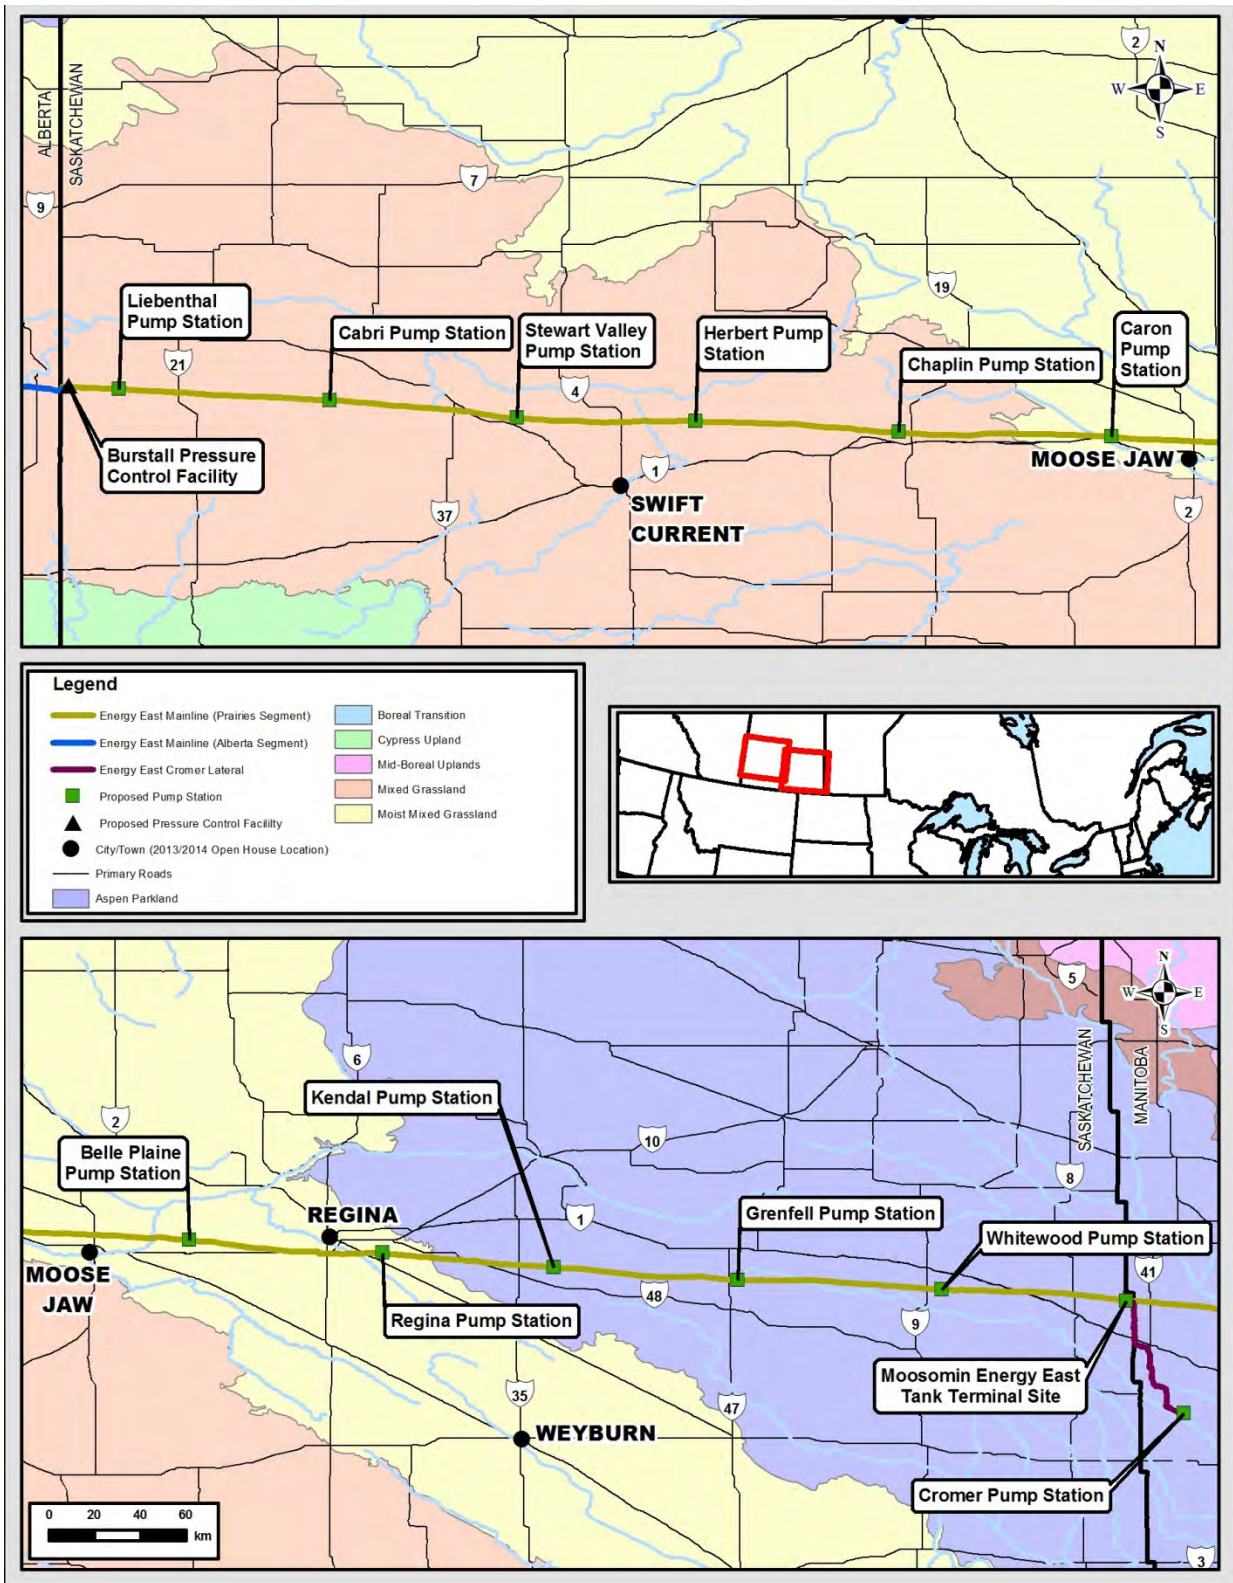 2
N
W
E
S
ALBERTA
SASKATCHEWAN
7
9
19
Liebenthal
Pump Station
Cabri Pump Station
Stewart Valley
Pump Station
Herbert Pump
Station
Chaplin Pump Station
Caron
Pump
Station
21
4
Burstall Pressure
Control Facility
MOOSE JAW
1
SWIFT
CURRENT
37
2
Legend
Energy East Mainline (Prairies Segment)
Energy East Mainline (Alberta Segment)
Energy East Cromer Lateral
Proposed Pump Station
Proposed Pressure Control Facililty
City/Town (2013/2014 Open House Location)
Primary Roads
Aspen Parkland
Boreal Transition
Cypress Upland
Mid-Boreal Uplands
Mixed Grassland
Moist Mixed Grassland
N
W
E
S
5
SASKATCHEWAN
MANITOBA
6
Kendal Pump Station
2
10
Belle Plaine
Pump Station
8
REGINA
1
Grenfell Pump Station
Whitewood Pump Station
MOOSE
JAW
41
48
Regina Pump Station
9
Moosomin Energy East
Tank Terminal Site
35
47
WEYBURN
Cromer Pump Station
0 20 40 60
km
3